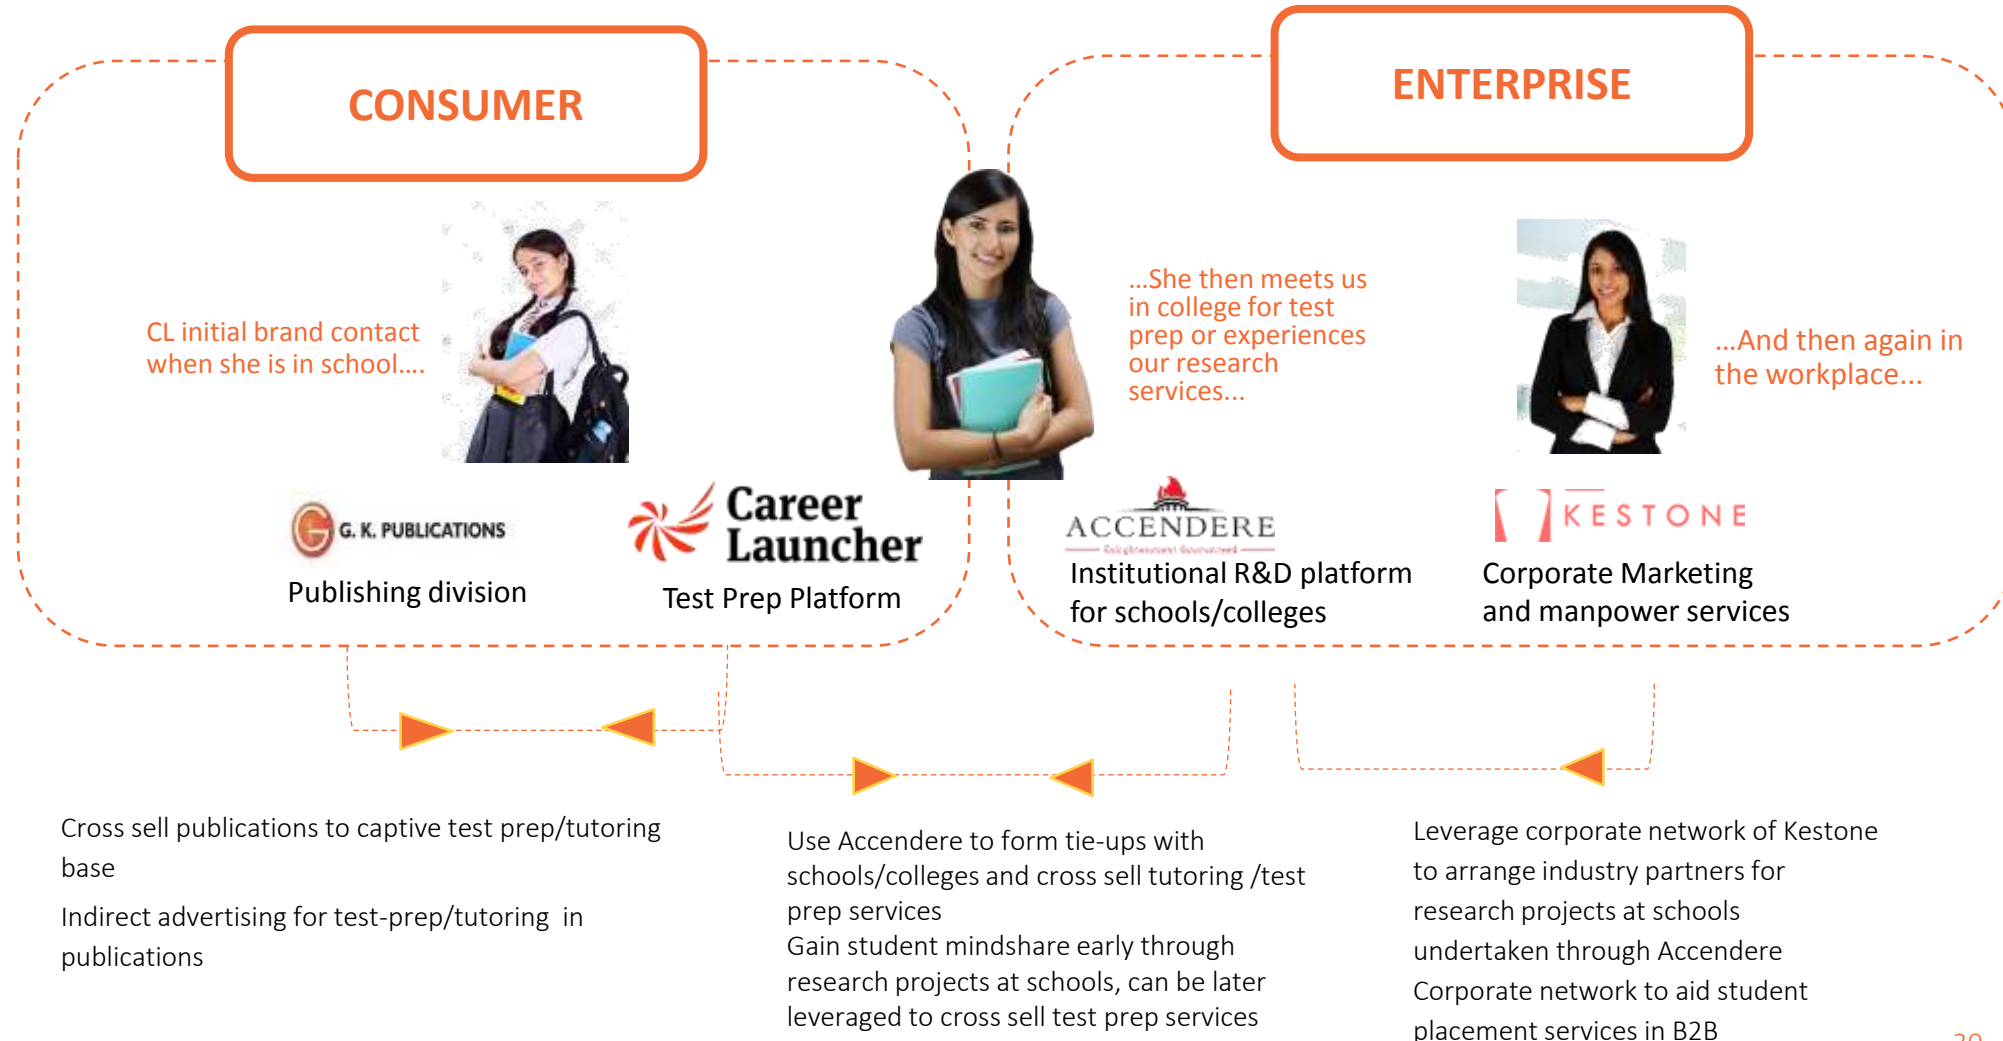 CONSUMER
ENTERPRISE
CL initial brand contact
when she is in school....
...She then meets us
in college for test
prep or experiences
our research
services...
...And then again in
the workplace...
G. K. PUBLICATIONS
Publishing division
Career
Launcher
Test Prep Platform
ACCENDERE
Institutional R&D platform
for schools/colleges
KESTONE
Corporate Marketing
and manpower services
Cross sell publications to captive test prep/tutoring
base
Indirect advertising for test-prep/tutoring in
publications
Use Accendere to form tie-ups with
schools/colleges and cross sell tutoring /test
prep services
Gain student mindshare early through
research projects at schools, can be later
leveraged to cross sell test prep services
Leverage corporate network of Kestone
to arrange industry partners for
research projects at schools
undertaken through Accendere
Corporate network to aid student
placement services in B2B